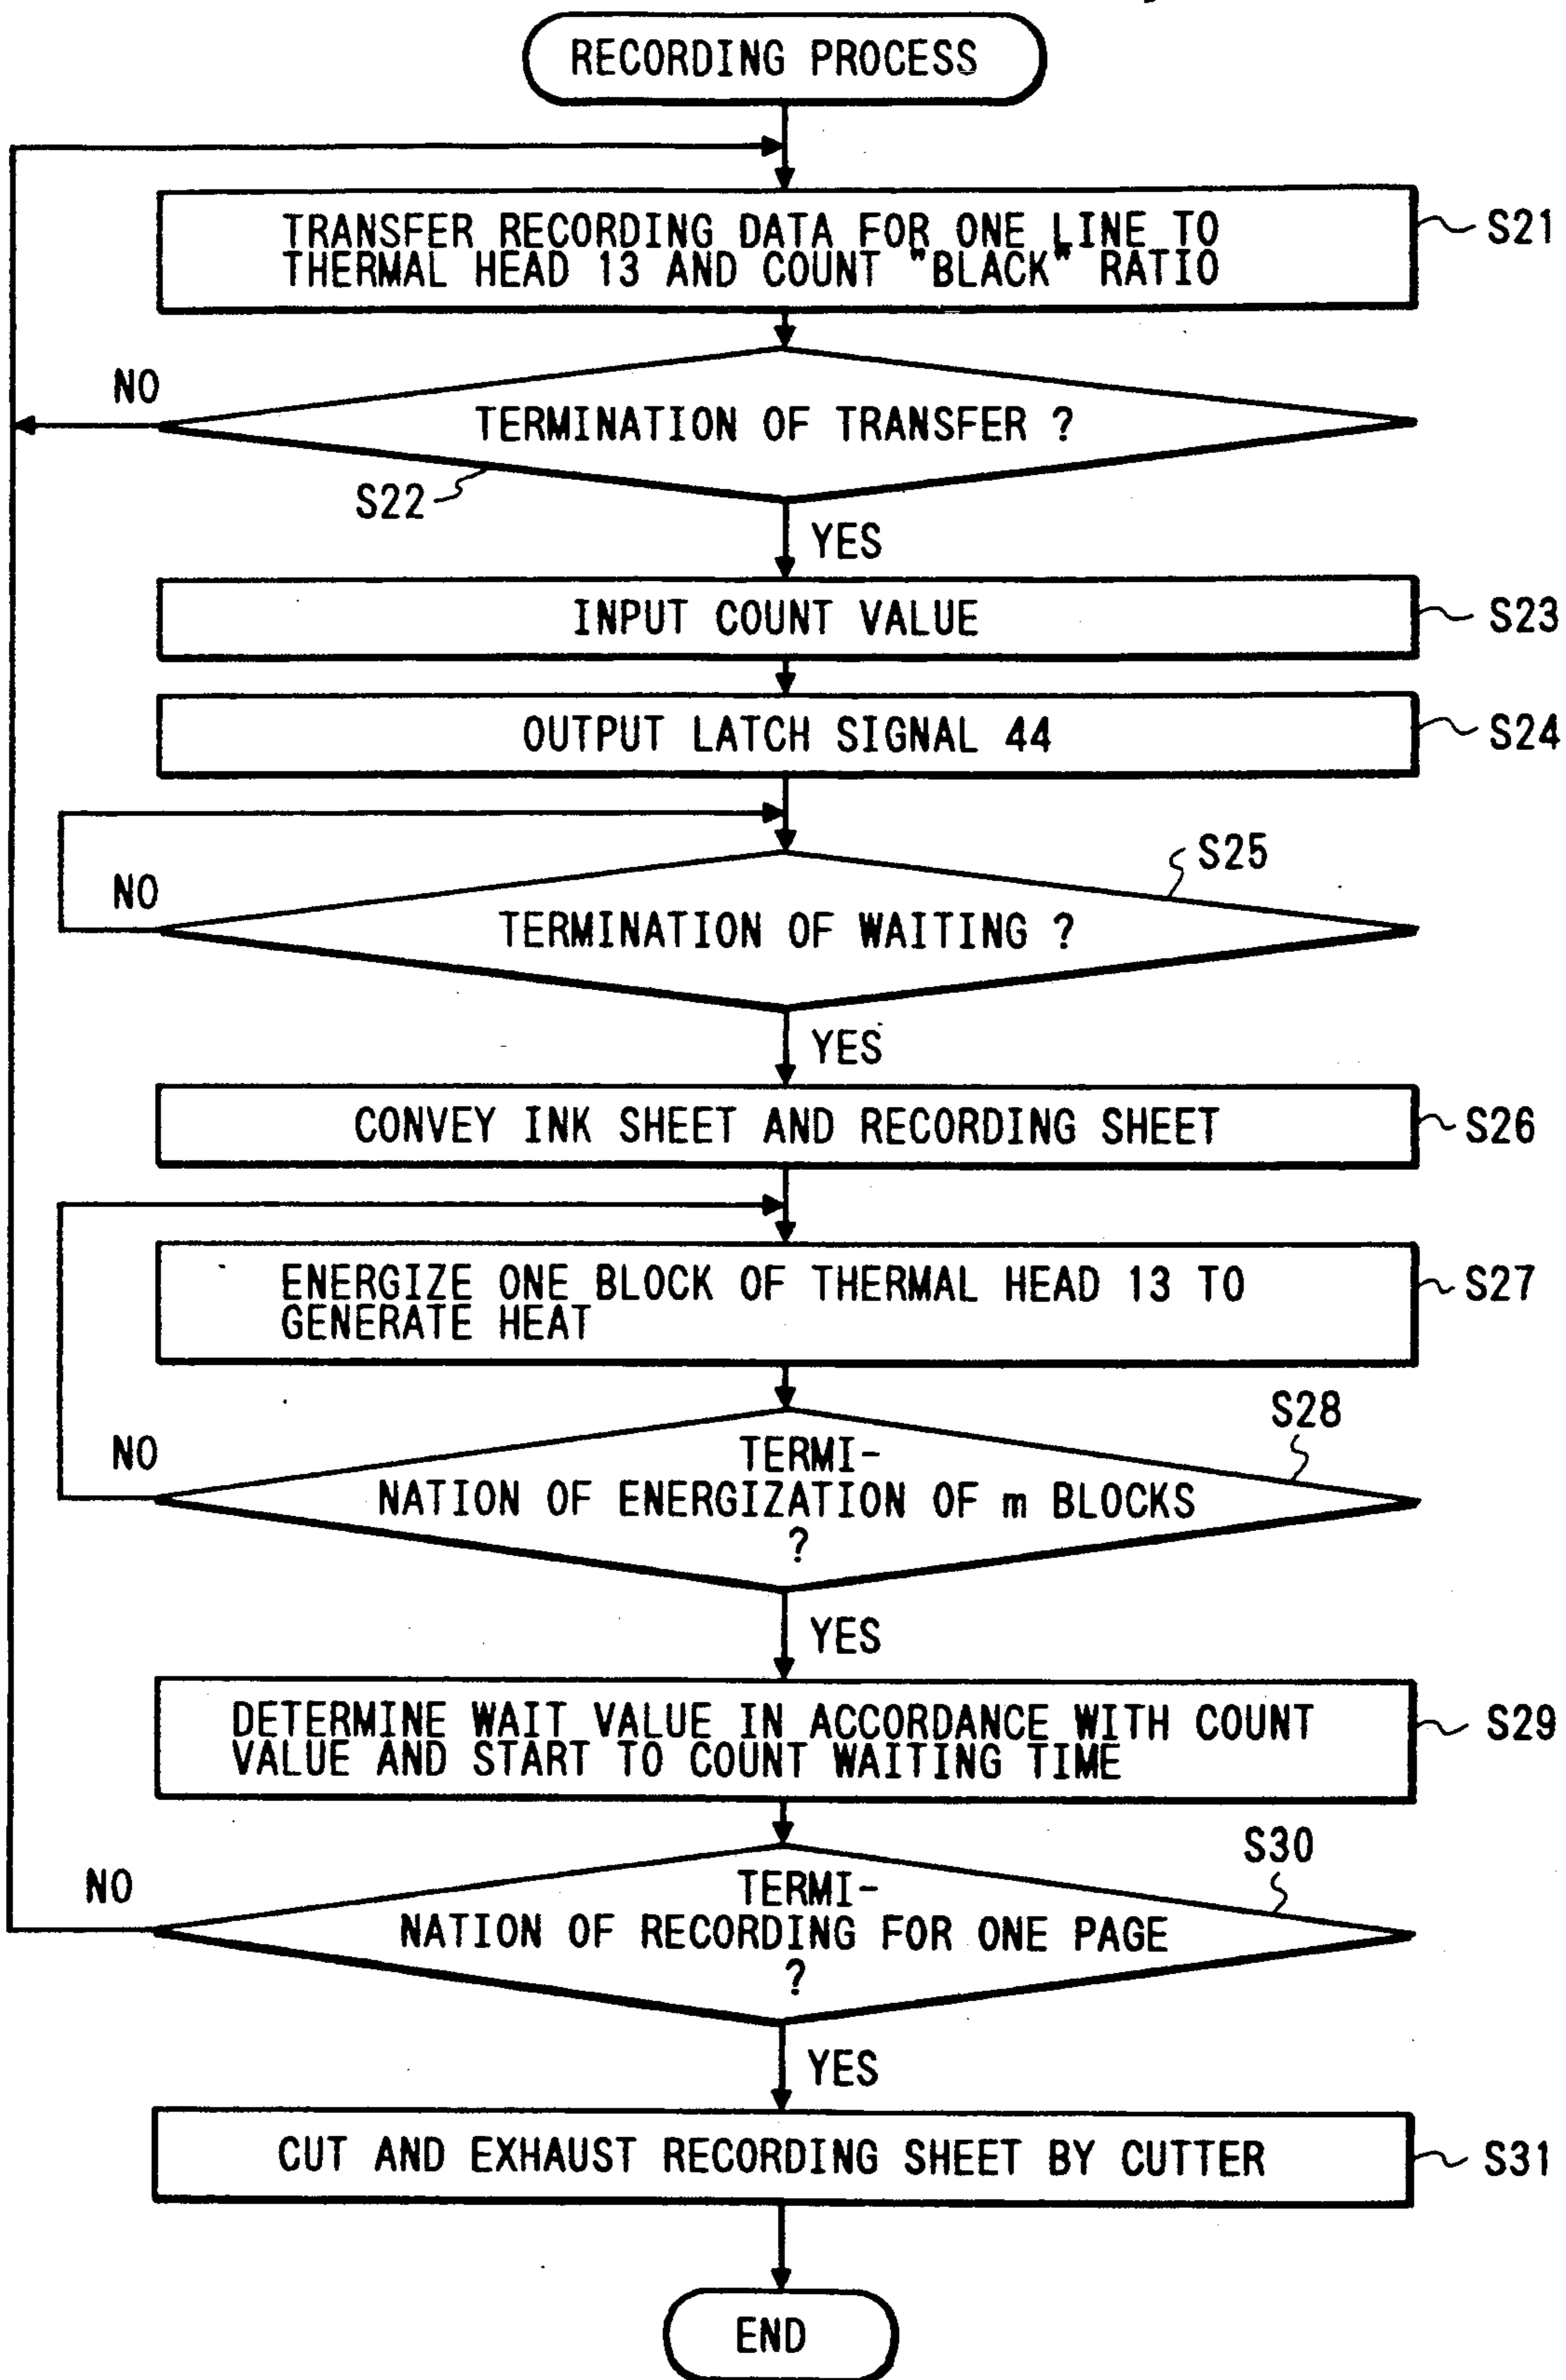 RECORDING PROCESS
TRANSFER RECORDING DATA FOR ONE LINE TO
THERMAL HEAD 13 AND COUNT "BLACK" RATIO
S21
NO
TERMINATION OF TRANSFER ?
S22
YES
INPUT COUNT VALUE
S23
OUTPUT LATCH SIGNAL 44
S24
S25
NO
TERMINATION OF WAITING ?
YES
CONVEY INK SHEET AND RECORDING SHEET
S26
ENERGIZE ONE BLOCK OF THERMAL HEAD 13 TO
GENERATE HEAT
S27
S28
NO
TERMI-
NATION OF ENERGIZATION OF m BLOCKS
?
YES
DETERMINE WAIT VALUE IN ACCORDANCE WITH COUNT
VALUE AND START TO COUNT WAITING TIME
S29
S30
NO
TERMI-
NATION OF RECORDING FOR ONE PAGE
?
YES
CUT AND EXHAUST RECORDING SHEET BY CUTTER
S31
END